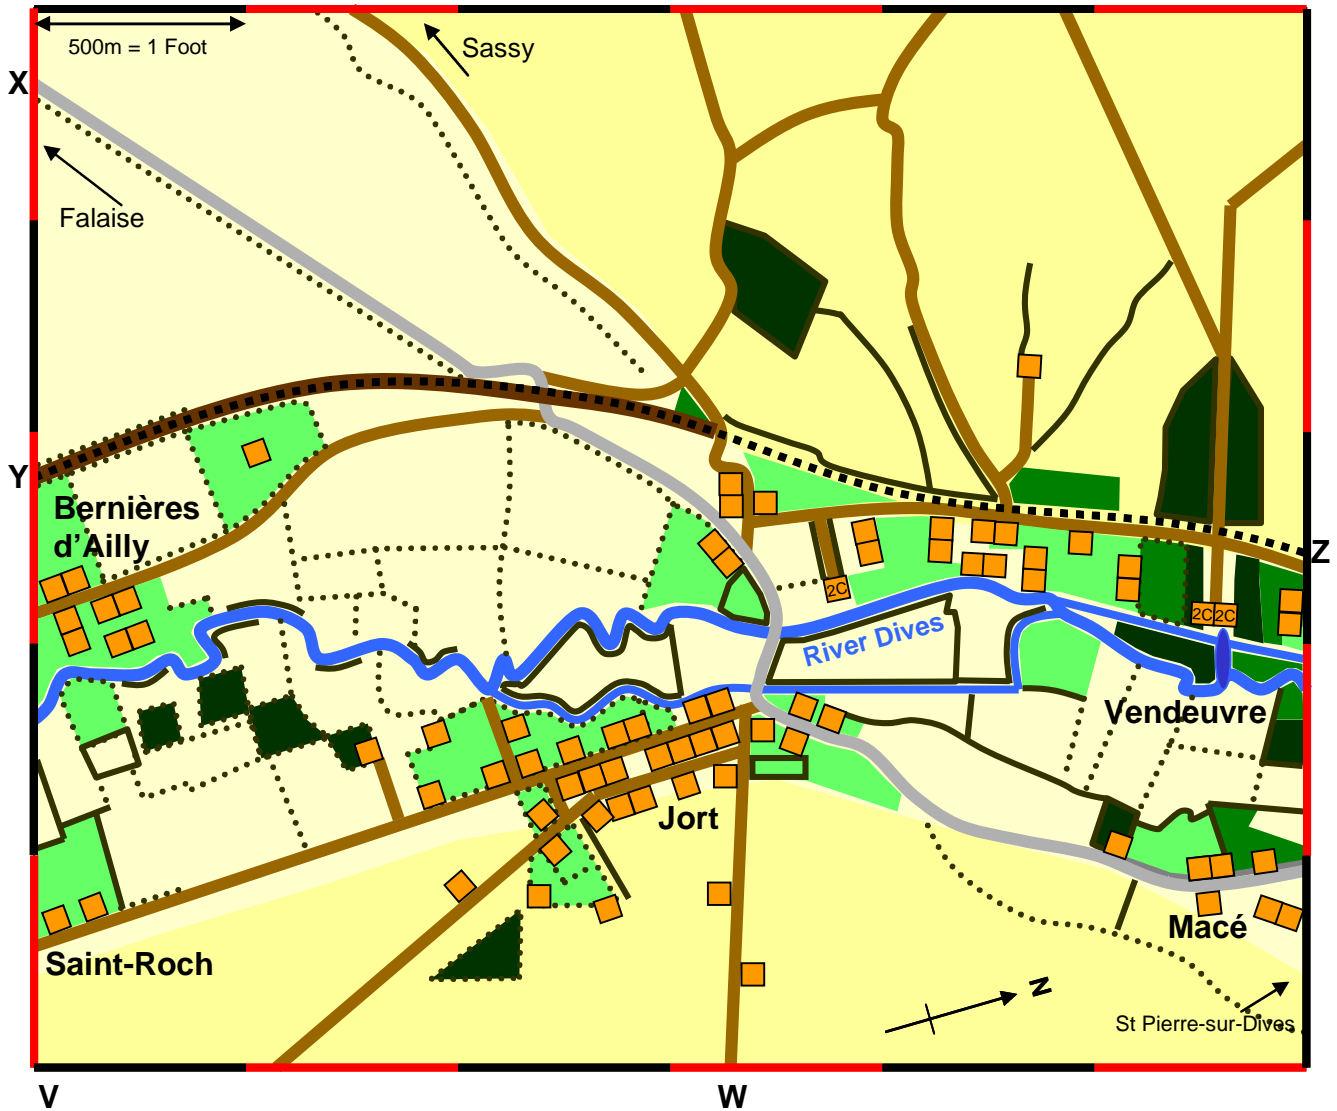 500m = 1 Foot
Sassy
X
Falaise
Y
Bernières
d'Ailly
Z
2C
2C 2C
River Dives
Vendeuvre
Jort
Macé
Saint-Roch
N
St Pierre-sur-Dives
V
W